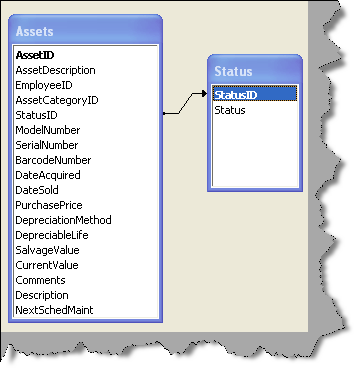 Assets
AssetID
AssetDescription
EmployeeID
AssetCategoryID
StatusID
ModelNumber
SerialNumber
BarcodeNumber
DateAcquired
DateSold
PurchasePrice
DepreciationMethod
DepreciableLife
SalvageValue
CurrentValue
Comments
Description
NextSchedMaint
Status
StatusID
Status